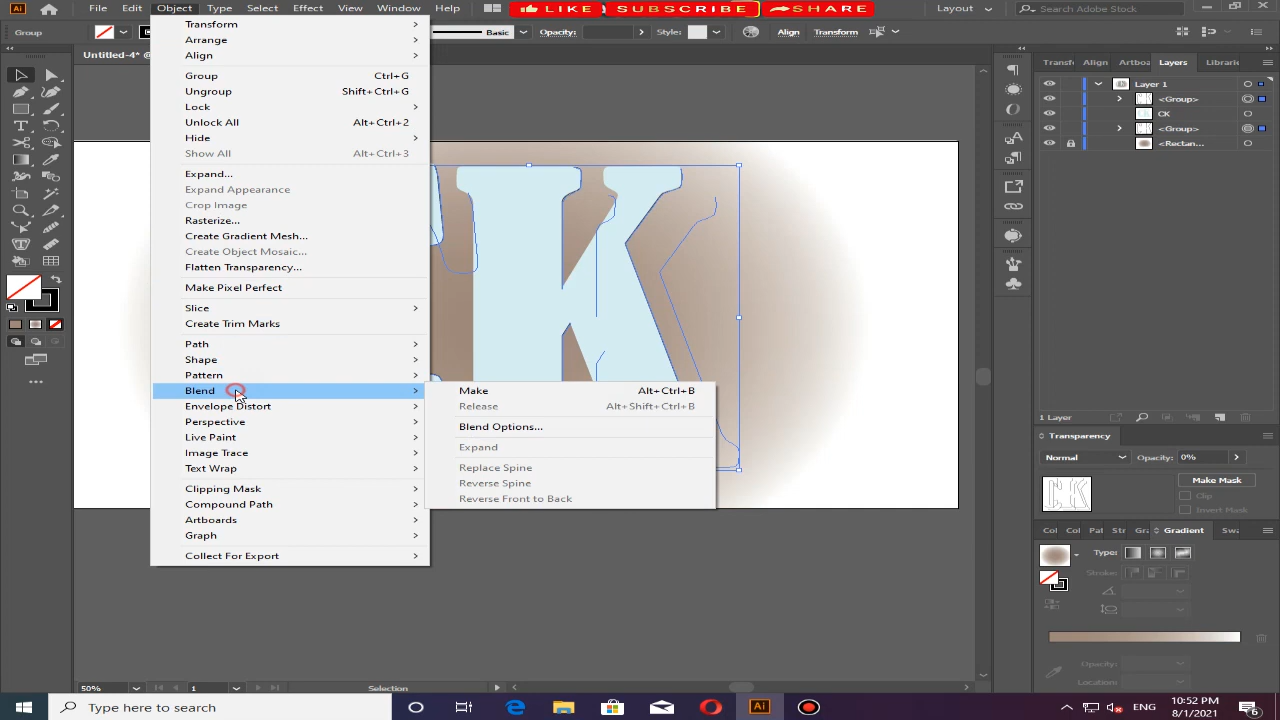 Ai File Edit Object Type Select Effect View Window Help LIKE SUBSCRIBE SHARE Layout Search Adobe Stock
Group Basic Opacity: Style: Align Transform
Untitled-4* @
Transform
Arrange
Align
Group Ctrl+G
Ungroup Shift+Ctrl+G
Lock
Unlock All Alt+Ctrl+2
Hide
Show All Alt+Ctrl+3
Expand...
Expand Appearance
Crop Image
Rasterize...
Create Gradient Mesh...
Create Object Mosaic...
Flatten Transparency...
Make Pixel Perfect
Slice
Create Trim Marks
Path
Shape
Pattern
Blend
Envelope Distort
Perspective
Live Paint
Image Trace
Text Wrap
Clipping Mask
Compound Path
Artboards
Graph
Collect For Export
Make Alt+Ctrl+B
Release Alt+Shift+Ctrl+B
Blend Options...
Expand
Replace Spine
Reverse Spine
Reverse Front to Back
K
Transf Align Artboa Layers Librari
Layer 1
<Group>
CK
<Group>
<Rectan...
1 Layer
Transparency
Normal Opacity: 0%
CK
Make Mask
Clip
Invert Mask
Co Co Pat Str Gra Gradient Swa
Type:
Stroke:
Opacity:
Location:
50% 1 Selection
Type here to search Ai ENG 10:52 PM
8/1/2021 6